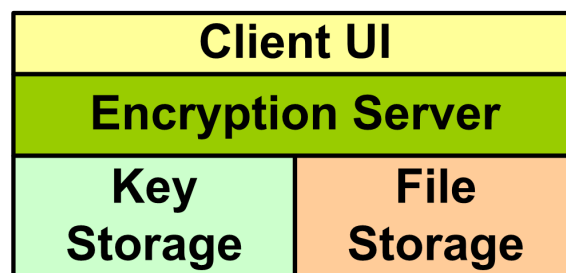 Client UI
Encryption Server
Key
Storage
File
Storage